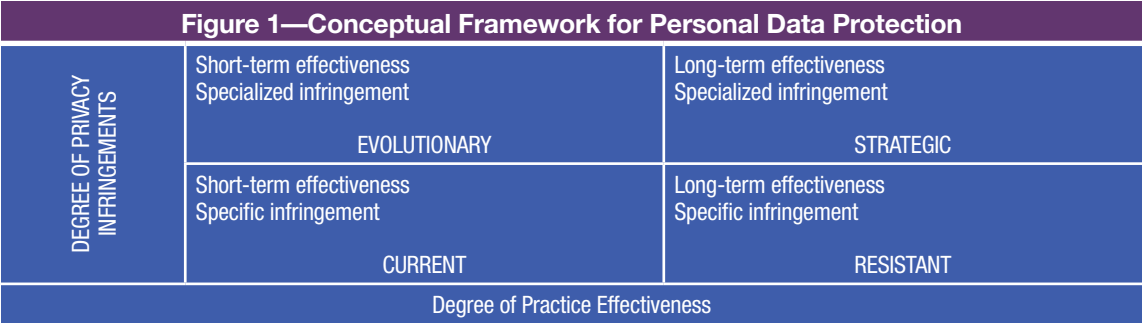 Figure 1—Conceptual Framework for Personal Data Protection
DEGREE OF PRIVACY
INFRINGEMENTS
Short-term effectiveness
Specialized infringement
EVOLUTIONARY
Long-term effectiveness
Specialized infringement
STRATEGIC
Short-term effectiveness
Specific infringement
CURRENT
Long-term effectiveness
Specific infringement
RESISTANT
Degree of Practice Effectiveness